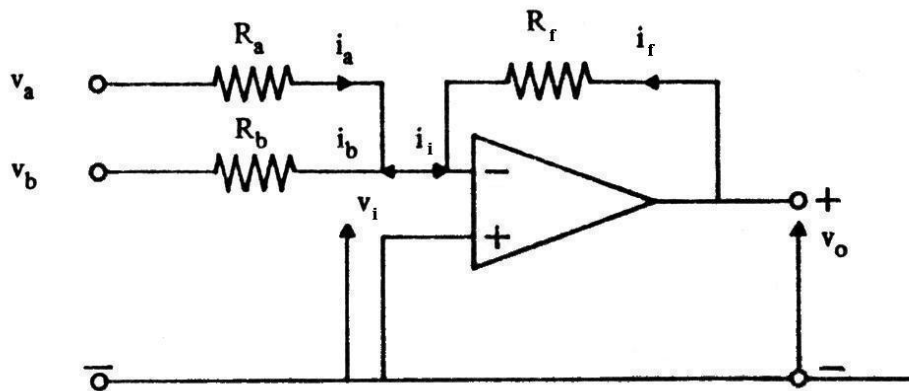 R_a i_a R_f i_f
v_a
R_b i_b i_i
v_b −
v_i + +
v_o
− −